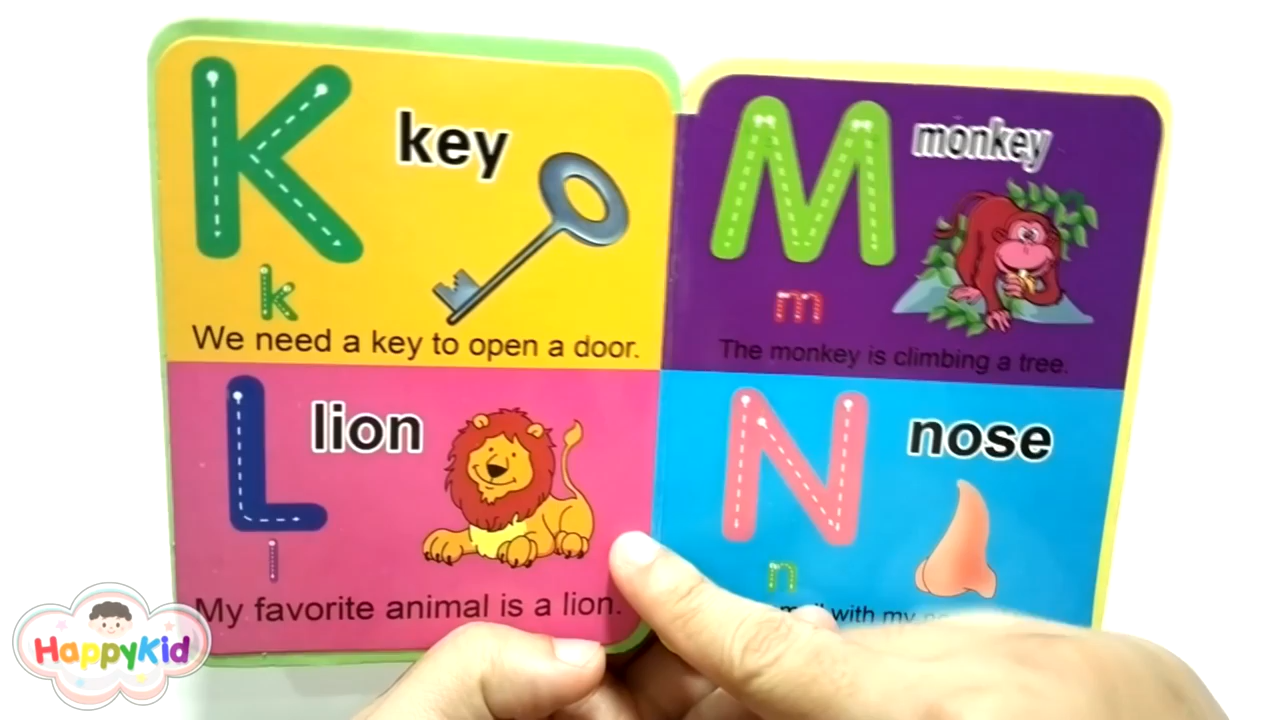 K
key
k
We need a key to open a door.
L
lion
l
My favorite animal is a lion.
M
monkey
m
The monkey is climbing a tree.
N
nose
n
with my
HappyKid